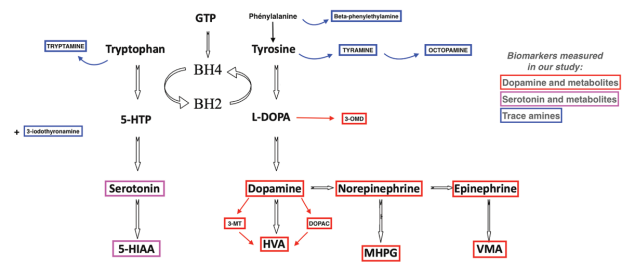 GTP
Phénylalanine
Beta-phenylethylamine
TRYPTAMINE
Tryptophan
Tyrosine
TYRAMINE
OCTOPAMINE
Biomarkers measured
in our study:
Dopamine and metabolites
Serotonin and metabolites
Trace amines
BH4
BH2
+ 3-iodothyronamine
5-HTP
L-DOPA
3-OMD
Serotonin
Dopamine
Norepinephrine
Epinephrine
3-MT
DOPAC
5-HIAA
HVA
MHPG
VMA